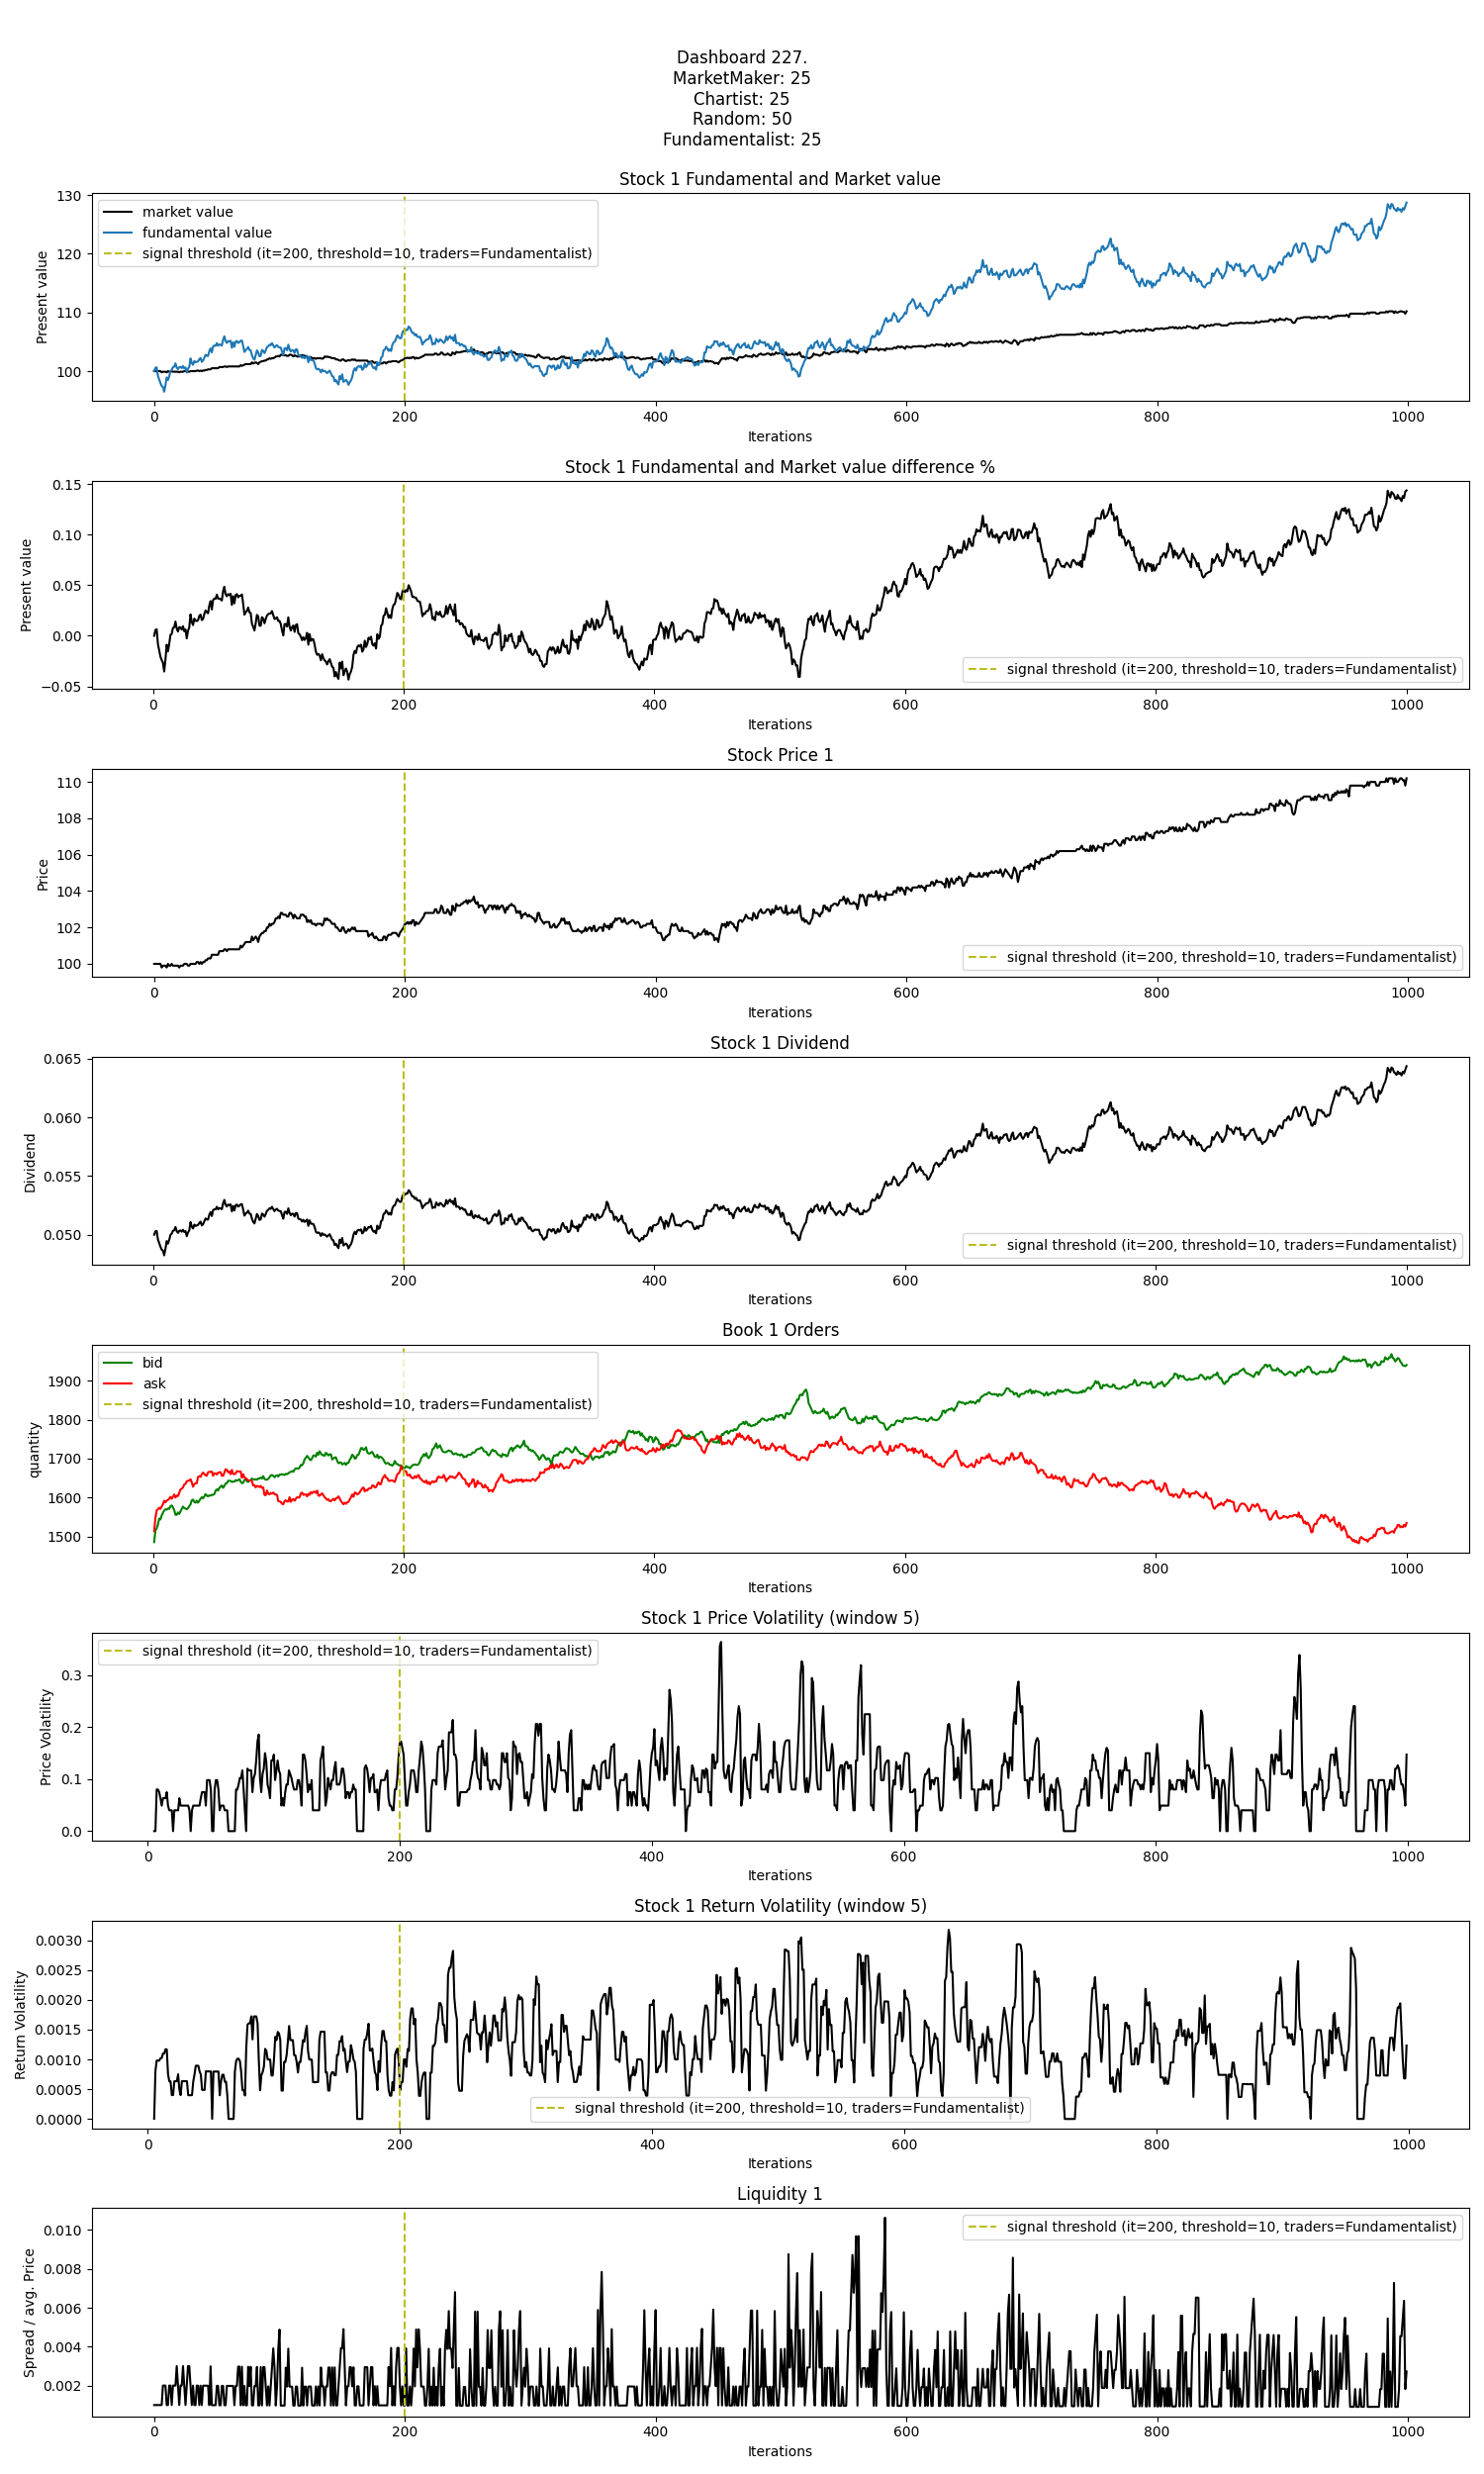 Dashboard 227.
MarketMaker: 25
Chartist: 25
Random: 50
Fundamentalist: 25
Stock 1 Fundamental and Market value
Present value
130
120
110
100
market value
fundamental value
signal threshold (it=200, threshold=10, traders=Fundamentalist)
0 200 400 600 800 1000
Iterations
Stock 1 Fundamental and Market value difference %
Present value
0.15
0.10
0.05
0.00
−0.05
signal threshold (it=200, threshold=10, traders=Fundamentalist)
0 200 400 600 800 1000
Iterations
Stock Price 1
Price
110
108
106
104
102
100
signal threshold (it=200, threshold=10, traders=Fundamentalist)
0 200 400 600 800 1000
Iterations
Stock 1 Dividend
Dividend
0.065
0.060
0.055
0.050
signal threshold (it=200, threshold=10, traders=Fundamentalist)
0 200 400 600 800 1000
Iterations
Book 1 Orders
quantity
1900
1800
1700
1600
1500
bid
ask
signal threshold (it=200, threshold=10, traders=Fundamentalist)
0 200 400 600 800 1000
Iterations
Stock 1 Price Volatility (window 5)
Price Volatility
0.3
0.2
0.1
0.0
signal threshold (it=200, threshold=10, traders=Fundamentalist)
0 200 400 600 800 1000
Iterations
Stock 1 Return Volatility (window 5)
Return Volatility
0.0030
0.0025
0.0020
0.0015
0.0010
0.0005
0.0000
signal threshold (it=200, threshold=10, traders=Fundamentalist)
0 200 400 600 800 1000
Iterations
Liquidity 1
Spread / avg. Price
0.010
0.008
0.006
0.004
0.002
signal threshold (it=200, threshold=10, traders=Fundamentalist)
0 200 400 600 800 1000
Iterations